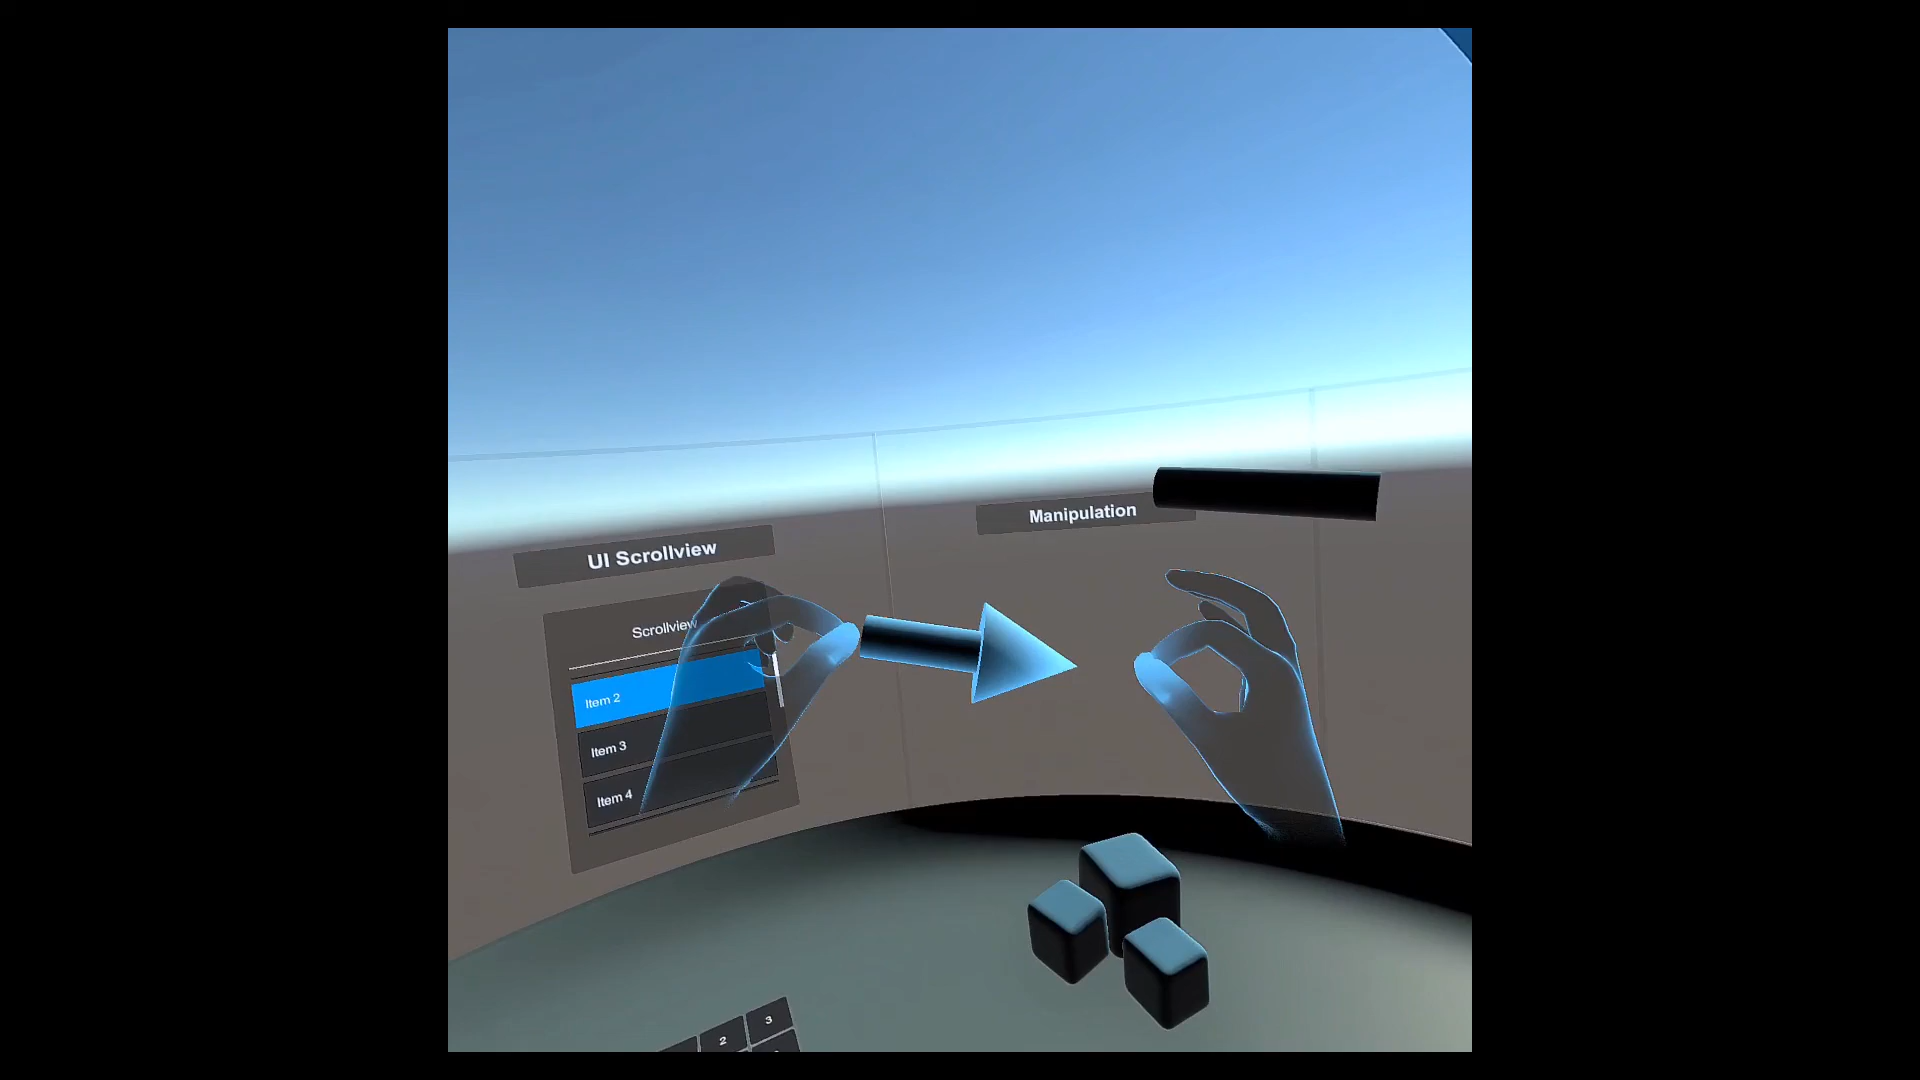 UI Scrollview
Manipulation
Scrollview
Item 2
Item 3
Item 4
2
3